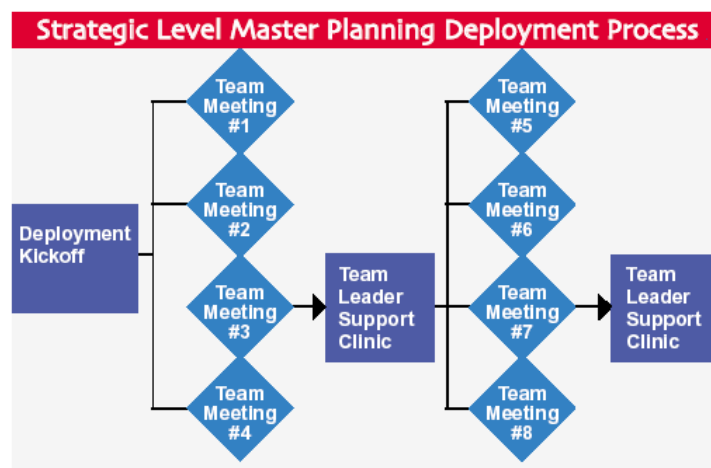 Strategic Level Master Planning Deployment Process
Team
Meeting
#1
Team
Meeting
#2
Team
Meeting
#3
Team
Meeting
#4
Deployment
Kickoff
Team
Leader
Support
Clinic
Team
Meeting
#5
Team
Meeting
#6
Team
Meeting
#7
Team
Meeting
#8
Team
Leader
Support
Clinic